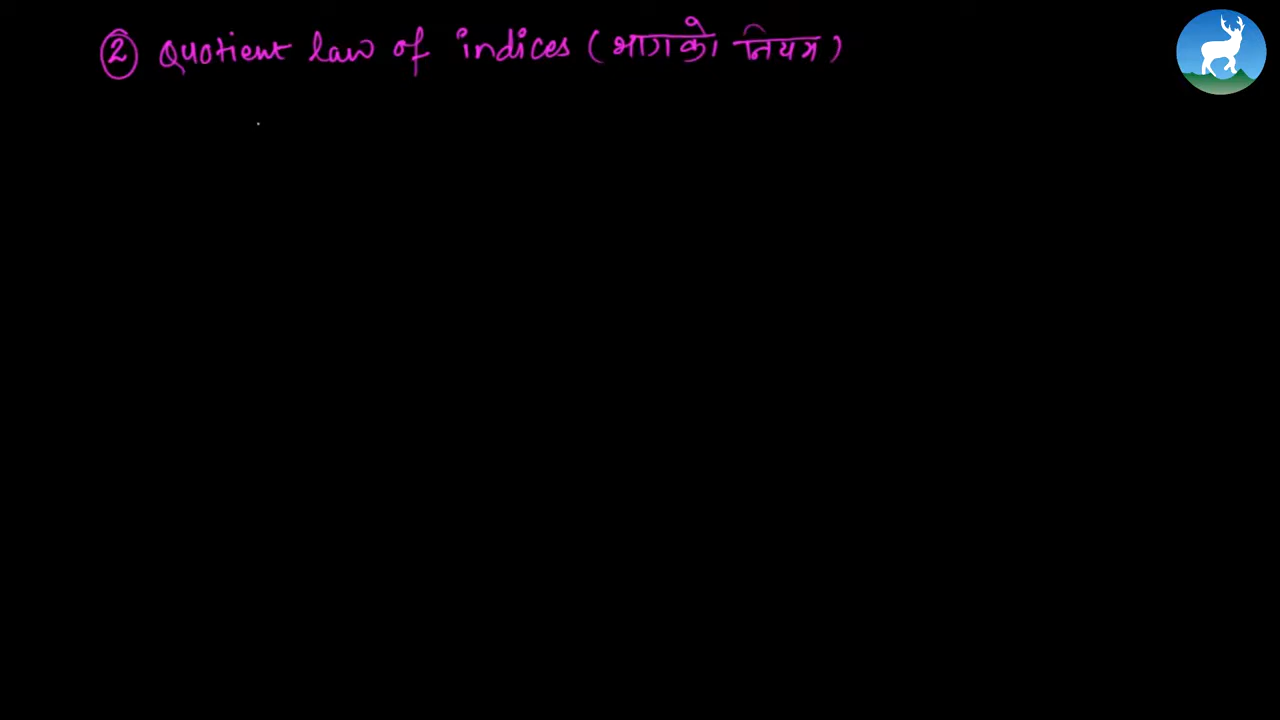 ② Quotient law of indices (भागको नियम)